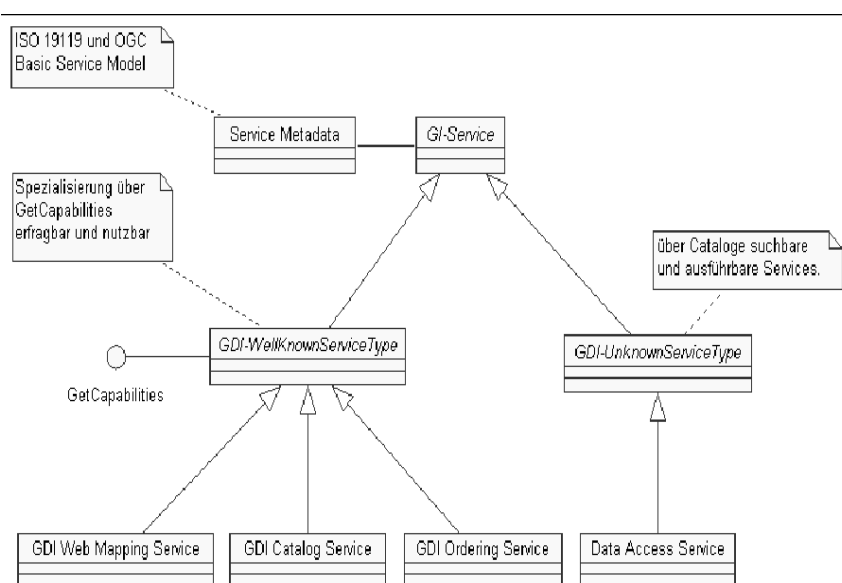 ISO 19119 und OGC
Basic Service Model
Service Metadata
GI-Service
Spezialisierung über
GetCapabilities
erfragbar und nutzbar
über Cataloge suchbare
und ausführbare Services.
GDI-WellKnownServiceType
GDI-UnknownServiceType
GetCapabilities
GDI Web Mapping Service
GDI Catalog Service
GDI Ordering Service
Data Access Service